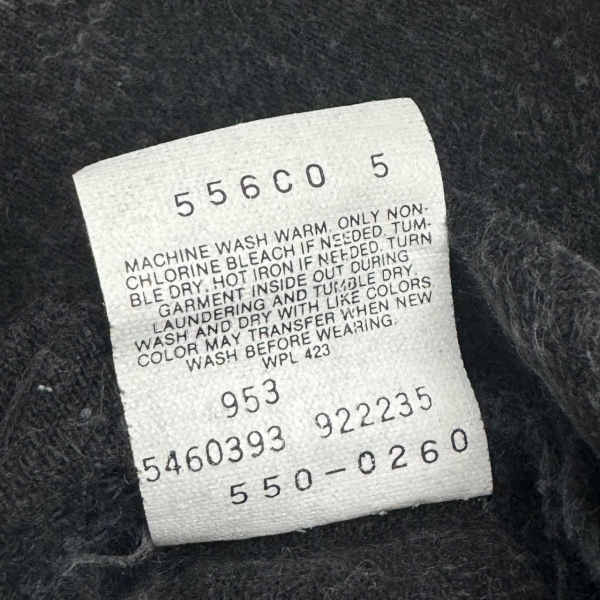 556CO 5
MACHINE WASH WARM. ONLY NON-
CHLORINE BLEACH IF NEEDED. TUM-
BLE DRY. HOT IRON IF NEEDED. TURN
GARMENT INSIDE OUT DURING
LAUNDERING AND TUMBLE DRY.
WASH AND DRY WITH LIKE COLORS
COLOR MAY TRANSFER WHEN NEW
WASH BEFORE WEARING.
WPL 423
953
5460393 922235
550-0260